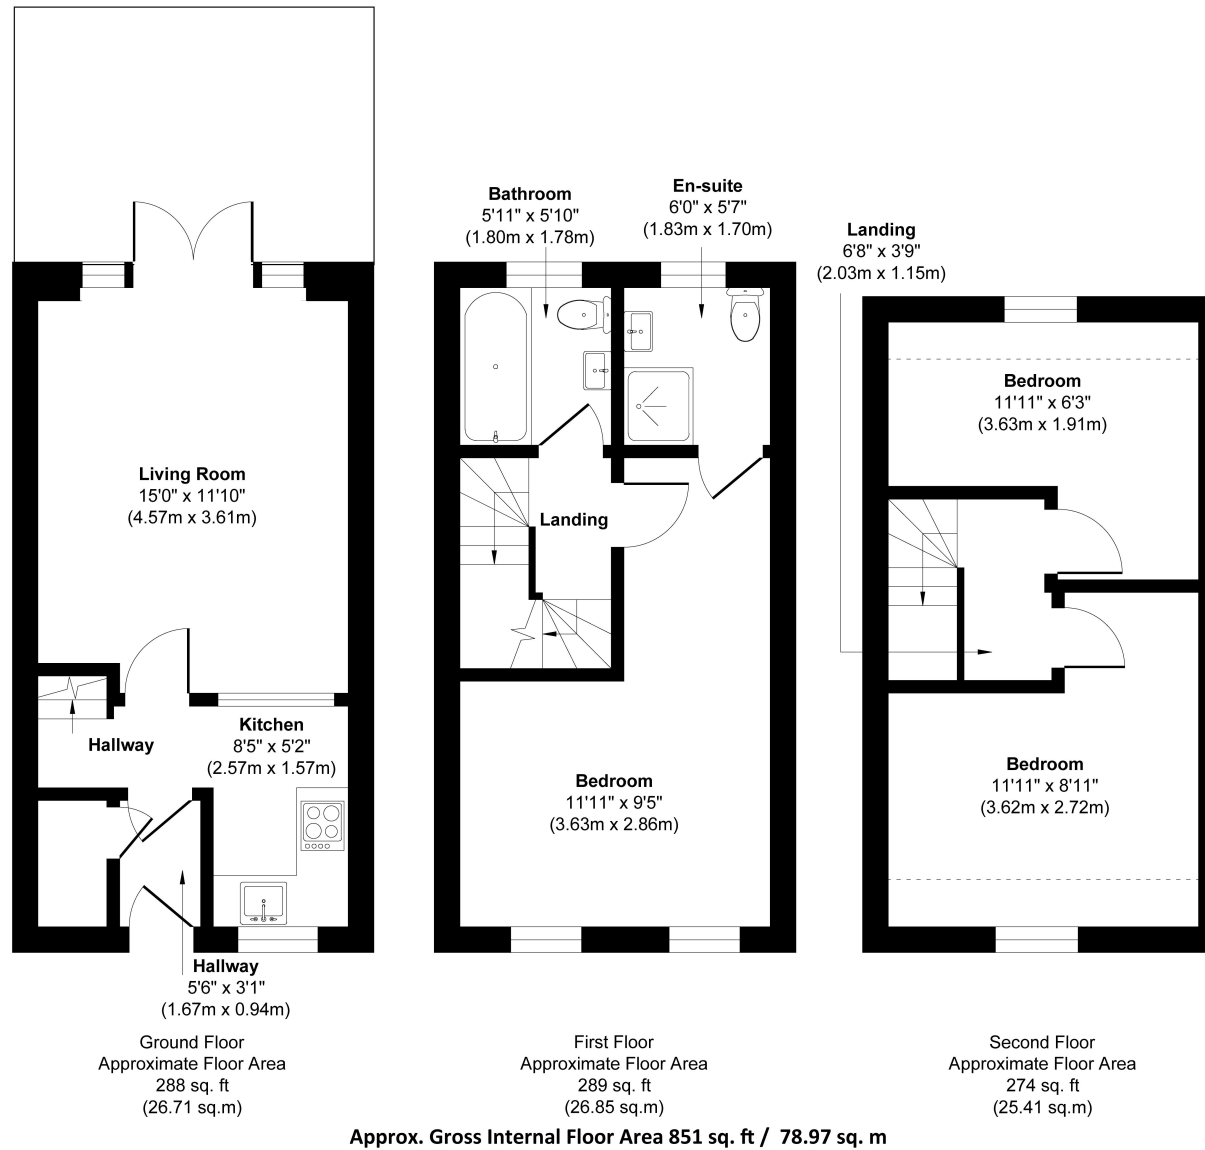 Bathroom
5'11" x 5'10"
(1.80m x 1.78m)
En-suite
6'0" x 5'7"
(1.83m x 1.70m)
Landing
6'8" x 3'9"
(2.03m x 1.15m)
Living Room
15'0" x 11'10"
(4.57m x 3.61m)
Landing
Bedroom
11'11" x 6'3"
(3.63m x 1.91m)
Hallway
Kitchen
8'5" x 5'2"
(2.57m x 1.57m)
Bedroom
11'11" x 9'5"
(3.63m x 2.86m)
Bedroom
11'11" x 8'11"
(3.62m x 2.72m)
Hallway
5'6" x 3'1"
(1.67m x 0.94m)
Ground Floor
Approximate Floor Area
288 sq. ft
(26.71 sq.m)
First Floor
Approximate Floor Area
289 sq. ft
(26.85 sq.m)
Second Floor
Approximate Floor Area
274 sq. ft
(25.41 sq.m)
Approx. Gross Internal Floor Area 851 sq. ft / 78.97 sq. m